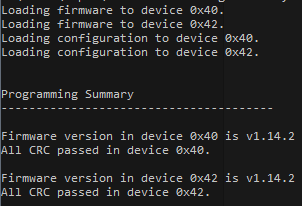 Loading firmware to device 0x40.
Loading firmware to device 0x42.
Loading configuration to device 0x40.
Loading configuration to device 0x42.
Programming Summary
---------------------------------------
Firmware version in device 0x40 is v1.14.2
All CRC passed in device 0x40.
Firmware version in device 0x42 is v1.14.2
All CRC passed in device 0x42.